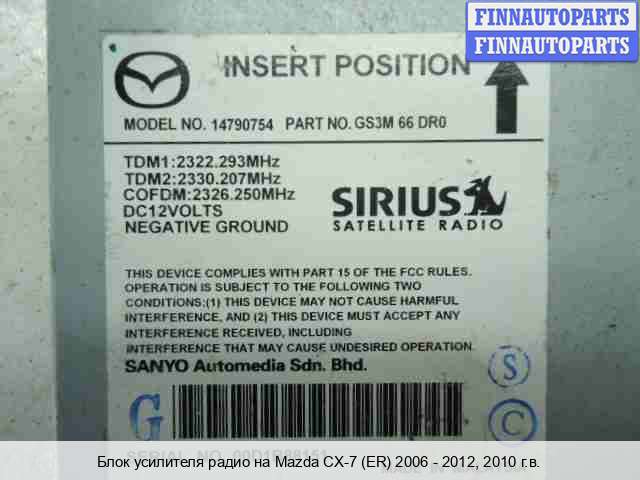 FINNAUTOPARTS
FINNAUTOPARTS
INSERT POSITION
MODEL NO. 14790754 PART NO. GS3M 66 DR0
TDM1:2322.293MHz
TDM2:2330.207MHz
COFDM:2326.250MHz
DC12VOLTS
NEGATIVE GROUND
SIRIUS
SATELLITE RADIO
THIS DEVICE COMPLIES WITH PART 15 OF THE FCC RULES.
OPERATION IS SUBJECT TO THE FOLLOWING TWO
CONDITIONS:(1) THIS DEVICE MAY NOT CAUSE HARMFUL
INTERFERENCE, AND (2) THIS DEVICE MUST ACCEPT ANY
INTERFERENCE RECEIVED, INCLUDING
INTERFERENCE THAT MAY CAUSE UNDESIRED OPERATION.
SANYO Automedia Sdn. Bhd.
S
G
C
SERIAL NO.
Блок усилителя радио на Mazda CX-7 (ER) 2006 - 2012, 2010 г.в.